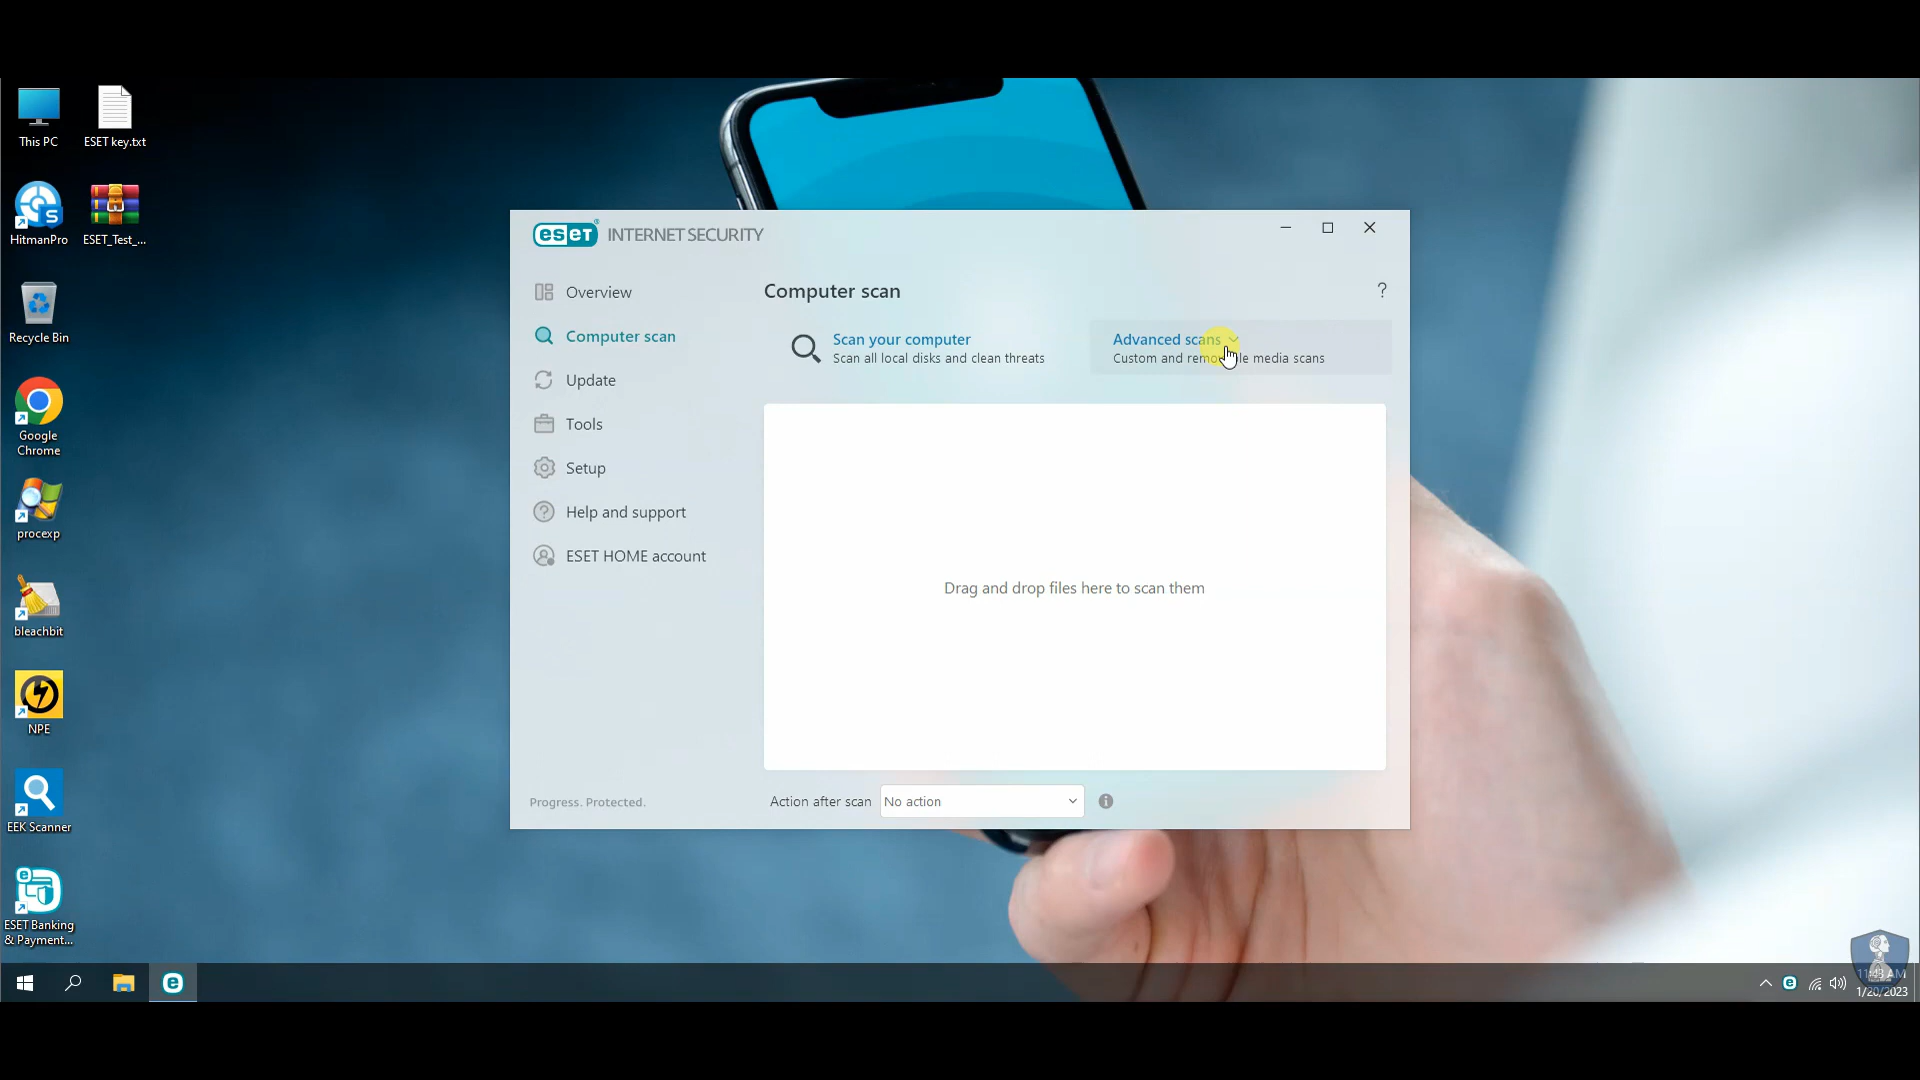 This PC
ESET key.txt
HitmanPro
ESET_Test_...
Recycle Bin
Google
Chrome
procexp
bleachbit
NPE
EEK Scanner
ESET Banking
& Payment...
eseT INTERNET SECURITY
Overview
Computer scan
Update
Tools
Setup
Help and support
ESET HOME account
Progress. Protected.
Computer scan
?
Scan your computer
Scan all local disks and clean threats
Advanced scans
Custom and media scans
Drag and drop files here to scan them
Action after scan
No action
11:43 AM
1/20/2023